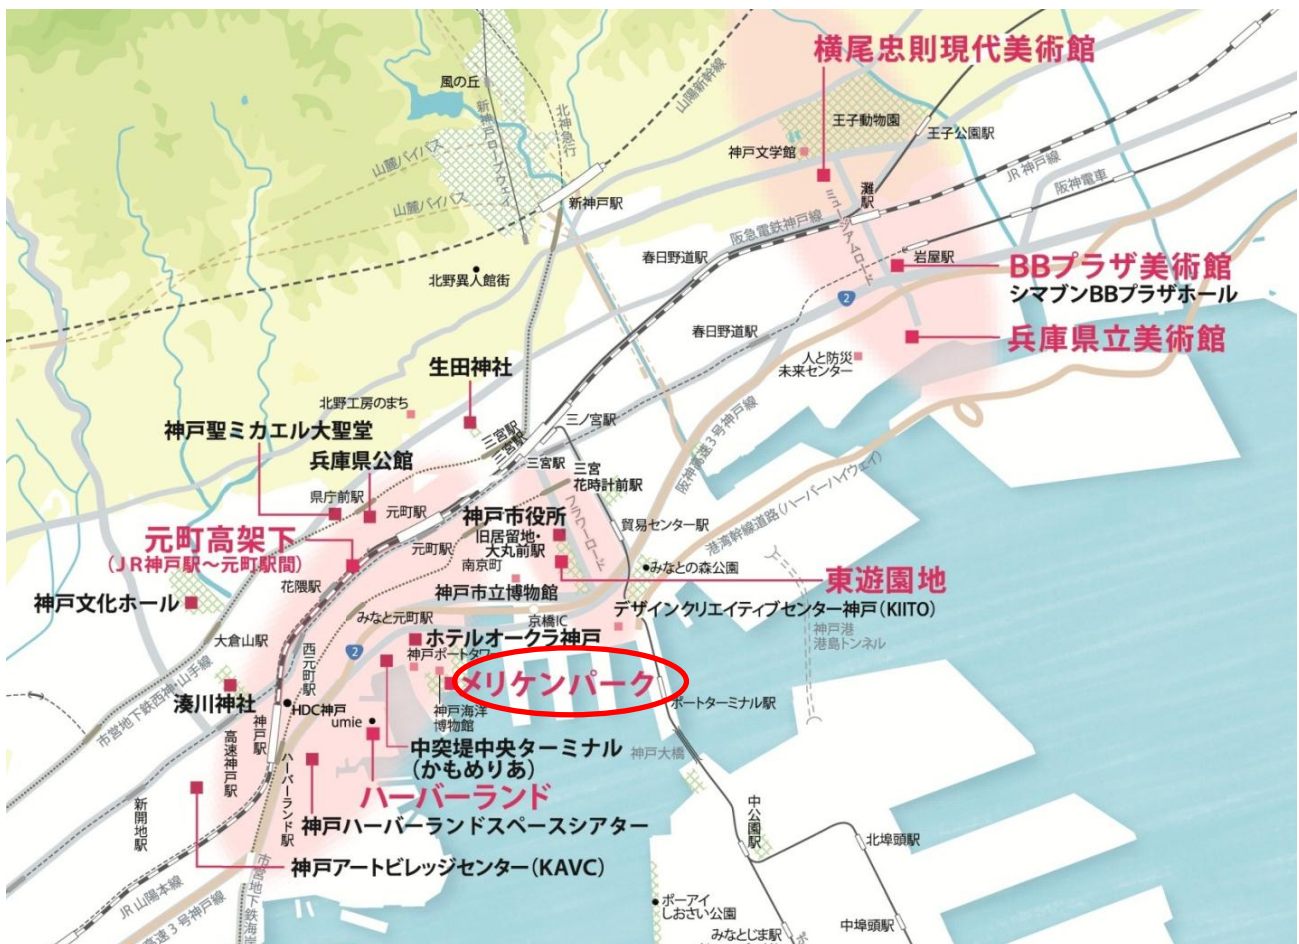 横尾忠則現代美術館
風の丘
山陽新幹線
王子動物園
王子公園駅
神戸文学館
北神急行
新神戸ロープウェイ
山麓バイパス
山麓バイパス
新神戸駅
灘駅
JR神戸線
阪神電車
ミュージアムロード
阪急電鉄神戸線
春日野道駅
岩屋駅
BBプラザ美術館
シマブンBBプラザホール
北野異人館街
2
春日野道駅
兵庫県立美術館
人と防災
未来センター
生田神社
北野工房のまち
三ノ宮駅
三宮駅
三宮駅
三宮駅
三宮
花時計前駅
阪神高速3号神戸線
神戸聖ミカエル大聖堂
兵庫県公館
県庁前駅
元町駅
神戸市役所
旧居留地・
大丸前駅
フラワーロード
貿易センター駅
港湾幹線道路(ハーバーハイウェイ)
元町高架下
(JR神戸駅〜元町駅間)
元町駅
南京町
花隈駅
みなとの森公園
東遊園地
神戸市立博物館
神戸文化ホール
みなと元町駅
京橋IC
デザインクリエイティブセンター神戸(KIITO)
大倉山駅
西元町駅
2
ホテルオークラ神戸
神戸ポートタワー
神戸港
港島トンネル
メリケンパーク
市営地下鉄西神・山手線
湊川神社
HDC神戸
umie
神戸海洋
博物館
ポートターミナル駅
神戸駅
高速神戸駅
中突堤中央ターミナル
(かもめりあ)
神戸大橋
ハーバーランド
ハーバーランド駅
神戸ハーバーランドスペースシアター
新開地駅
中公園駅
北埠頭駅
神戸アートビレッジセンター(KAVC)
JR山陽本線
高速3号神戸線
市営地下鉄海岸
ポーアイ
しおさい公園
中埠頭駅
みなとじま駅
ポ